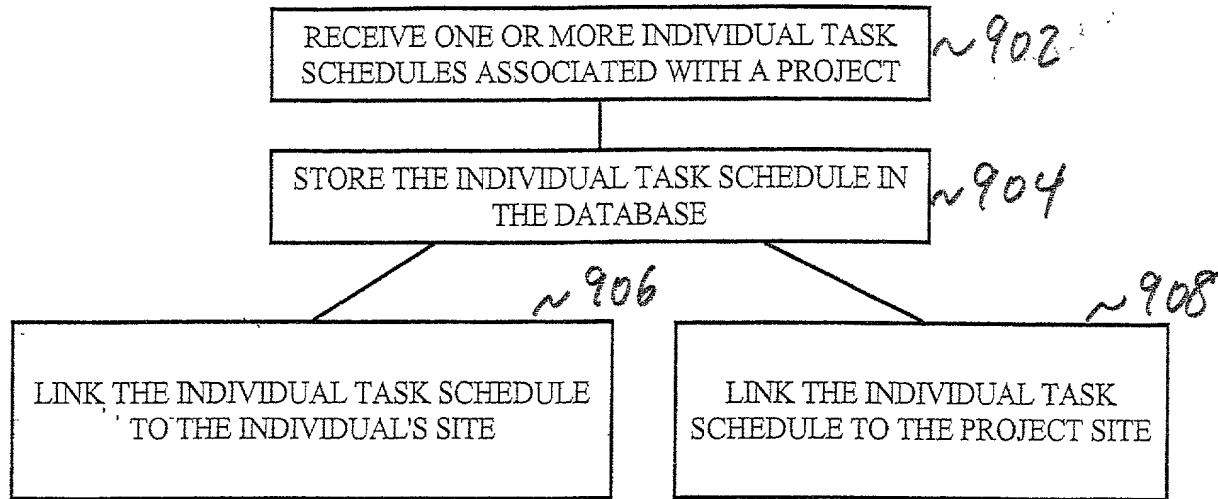 RECEIVE ONE OR MORE INDIVIDUAL TASK
SCHEDULES ASSOCIATED WITH A PROJECT
~902
STORE THE INDIVIDUAL TASK SCHEDULE IN
THE DATABASE
~904
~906
~908
LINK THE INDIVIDUAL TASK SCHEDULE
TO THE INDIVIDUAL'S SITE
LINK THE INDIVIDUAL TASK
SCHEDULE TO THE PROJECT SITE